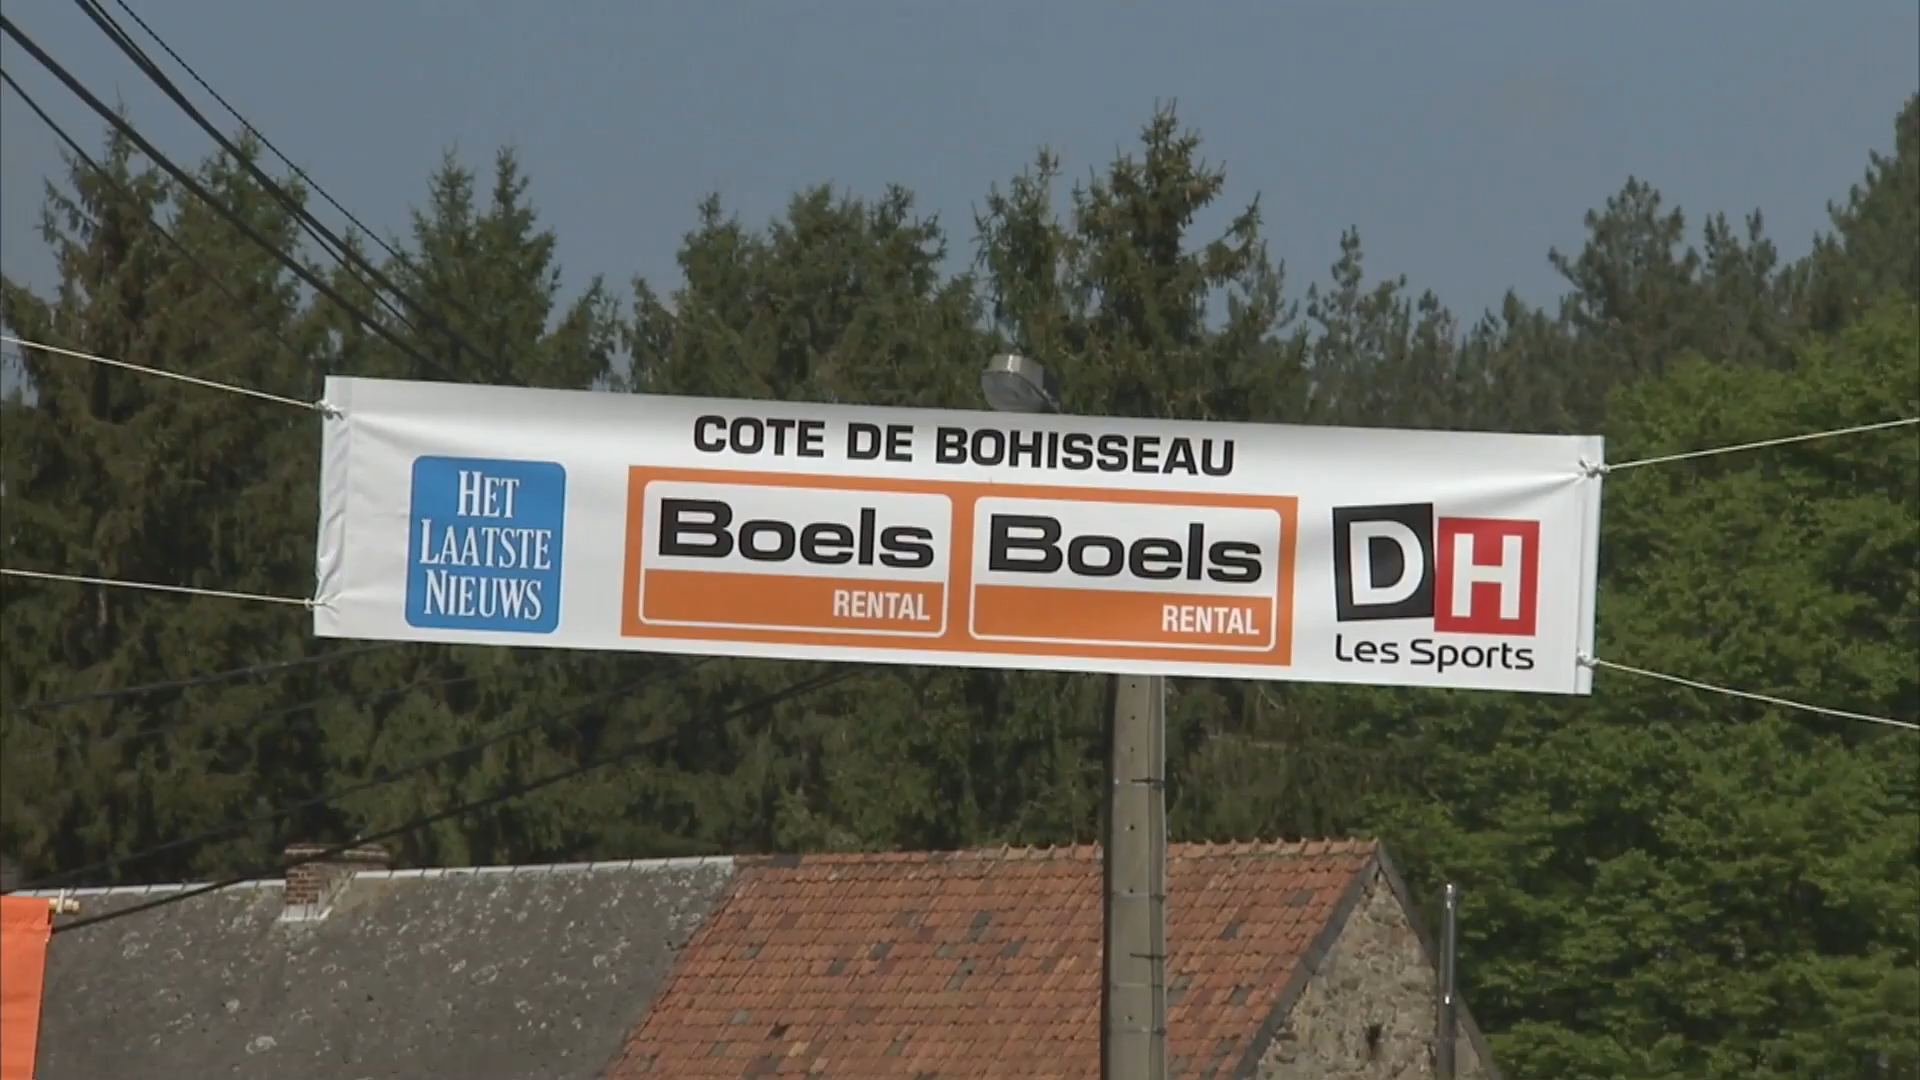 COTE DE BOHISSEAU
HET
LAATSTE
NIEUWS
Boels
RENTAL
Boels
RENTAL
DH
Les Sports